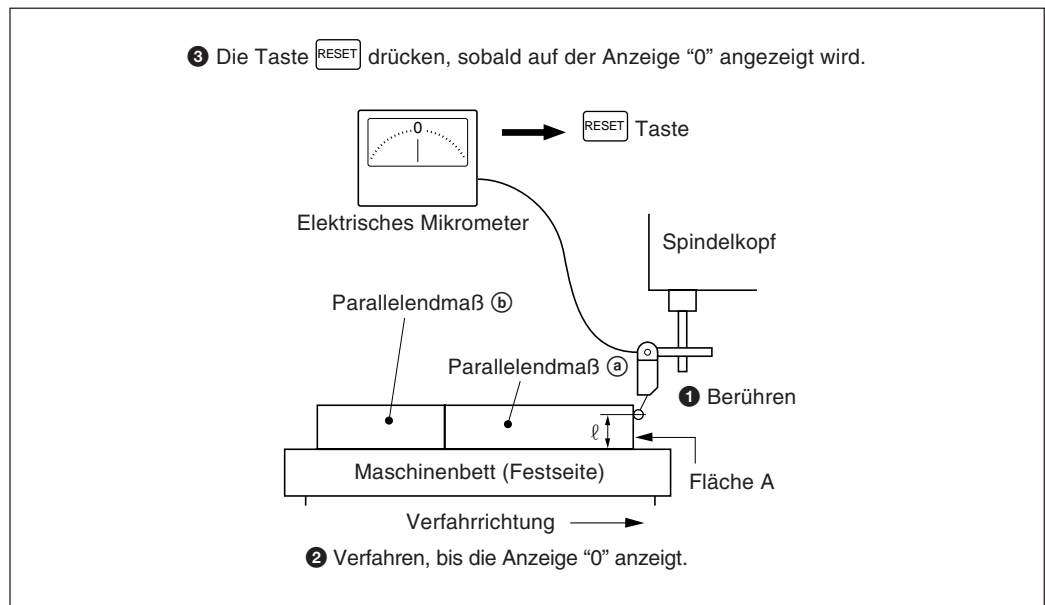 ❸ Die Taste RESET drücken, sobald auf der Anzeige “0” angezeigt wird.
0
RESET Taste
Elektrisches Mikrometer
Spindelkopf
Parallelendmaß ⓑ
Parallelendmaß ⓐ
❶ Berühren
ℓ
Maschinenbett (Festseite)
Fläche A
Verfahrrichtung
❷ Verfahren, bis die Anzeige “0” anzeigt.